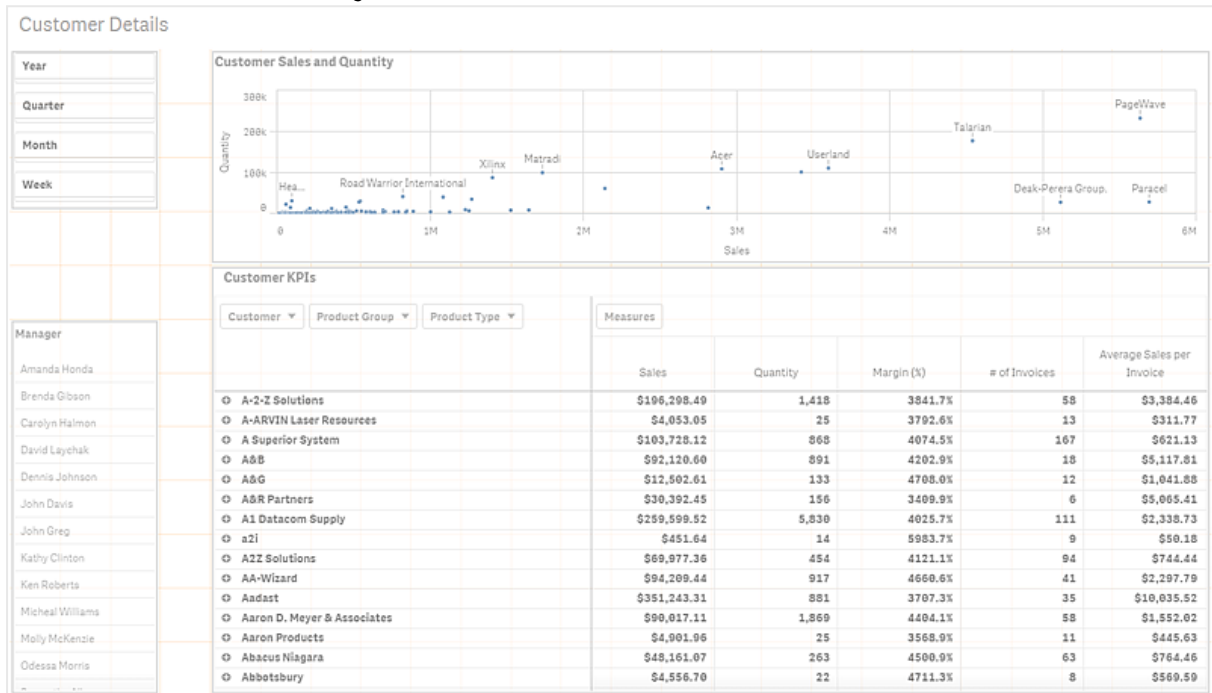 Customer Details
Year
Quarter
Month
Week
Customer Sales and Quantity
300k
200k
100k
0
Quantity
Hea...
Road Warrior International
Xilinx
Matradi
Acer
Userland
Talarian
PageWave
Deak-Perera Group.
Paracel
0 1M 2M 3M 4M 5M 6M
Sales
Manager
Amanda Honda
Brenda Gibson
Carolyn Halmon
David Laychak
Dennis Johnson
John Davis
John Greg
Kathy Clinton
Ken Roberts
Micheal Williams
Molly McKenzie
Odessa Morris
Customer KPIs
Customer Product Group Product Type Measures
Sales Quantity Margin (%) # of Invoices Average Sales per Invoice
A-2-Z Solutions $196,298.49 1,418 3841.7% 58 $3,384.46
A-ARVIN Laser Resources $4,053.05 25 3792.6% 13 $311.77
A Superior System $103,728.12 868 4074.5% 167 $621.13
A&B $92,120.60 891 4202.9% 18 $5,117.81
A&G $12,502.61 133 4708.0% 12 $1,041.88
A&R Partners $30,392.45 156 3409.9% 6 $5,065.41
A1 Datacom Supply $259,599.52 5,830 4025.7% 111 $2,338.73
a2i $451.64 14 5983.7% 9 $50.18
A2Z Solutions $69,977.36 454 4121.1% 94 $744.44
AA-Wizard $94,209.44 917 4660.6% 41 $2,297.79
Aadast $351,243.31 881 3707.3% 35 $10,035.52
Aaron D. Meyer & Associates $90,017.11 1,869 4404.1% 58 $1,552.02
Aaron Products $4,901.96 25 3568.9% 11 $445.63
Abacus Niagara $48,161.07 263 4500.9% 63 $764.46
Abbotsbury $4,556.70 22 4711.3% 8 $569.59